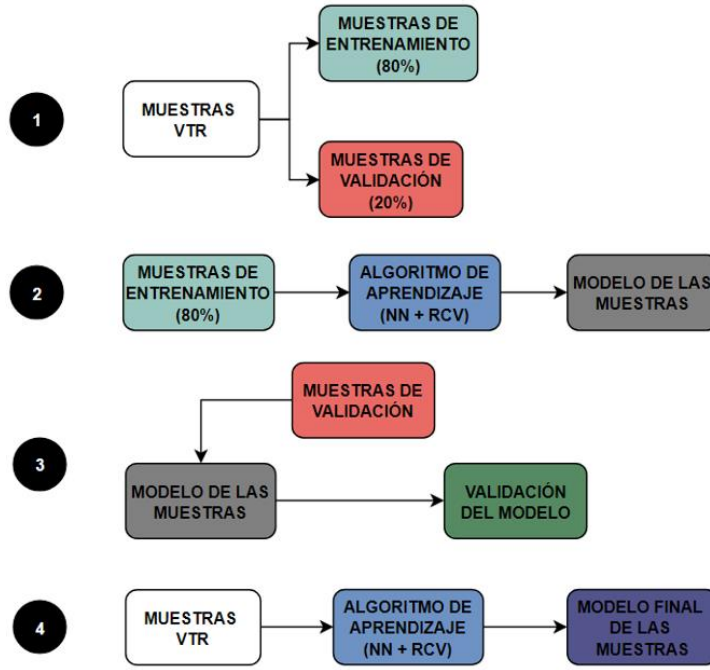 MUESTRAS DE
ENTRENAMIENTO
(80%)
1
MUESTRAS
VTR
MUESTRAS DE
VALIDACIÓN
(20%)
2
MUESTRAS DE
ENTRENAMIENTO
(80%)
ALGORITMO DE
APRENDIZAJE
(NN + RCV)
MODELO DE LAS
MUESTRAS
3
MUESTRAS DE
VALIDACIÓN
MODELO DE LAS
MUESTRAS
VALIDACIÓN
DEL MODELO
4
MUESTRAS
VTR
ALGORITMO DE
APRENDIZAJE
(NN + RCV)
MODELO FINAL
DE LAS
MUESTRAS